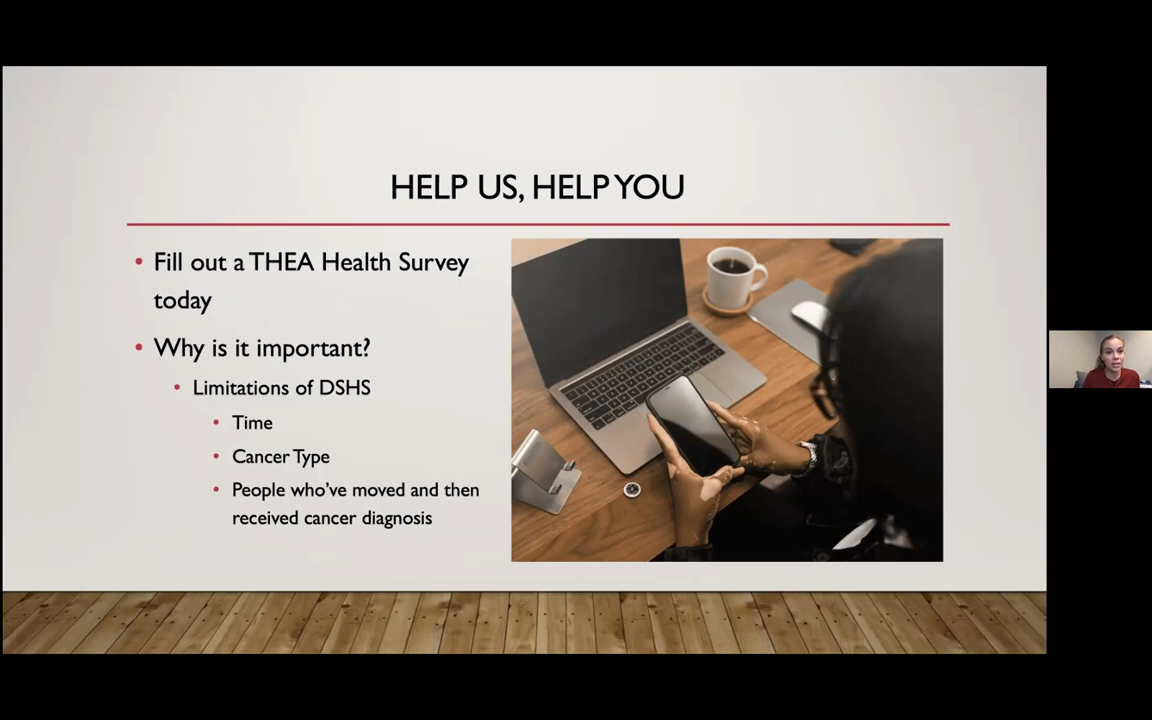 HELP US, HELP YOU
Fill out a THEA Health Survey
today
Why is it important?
Limitations of DSHS
Time
Cancer Type
People who've moved and then
received cancer diagnosis